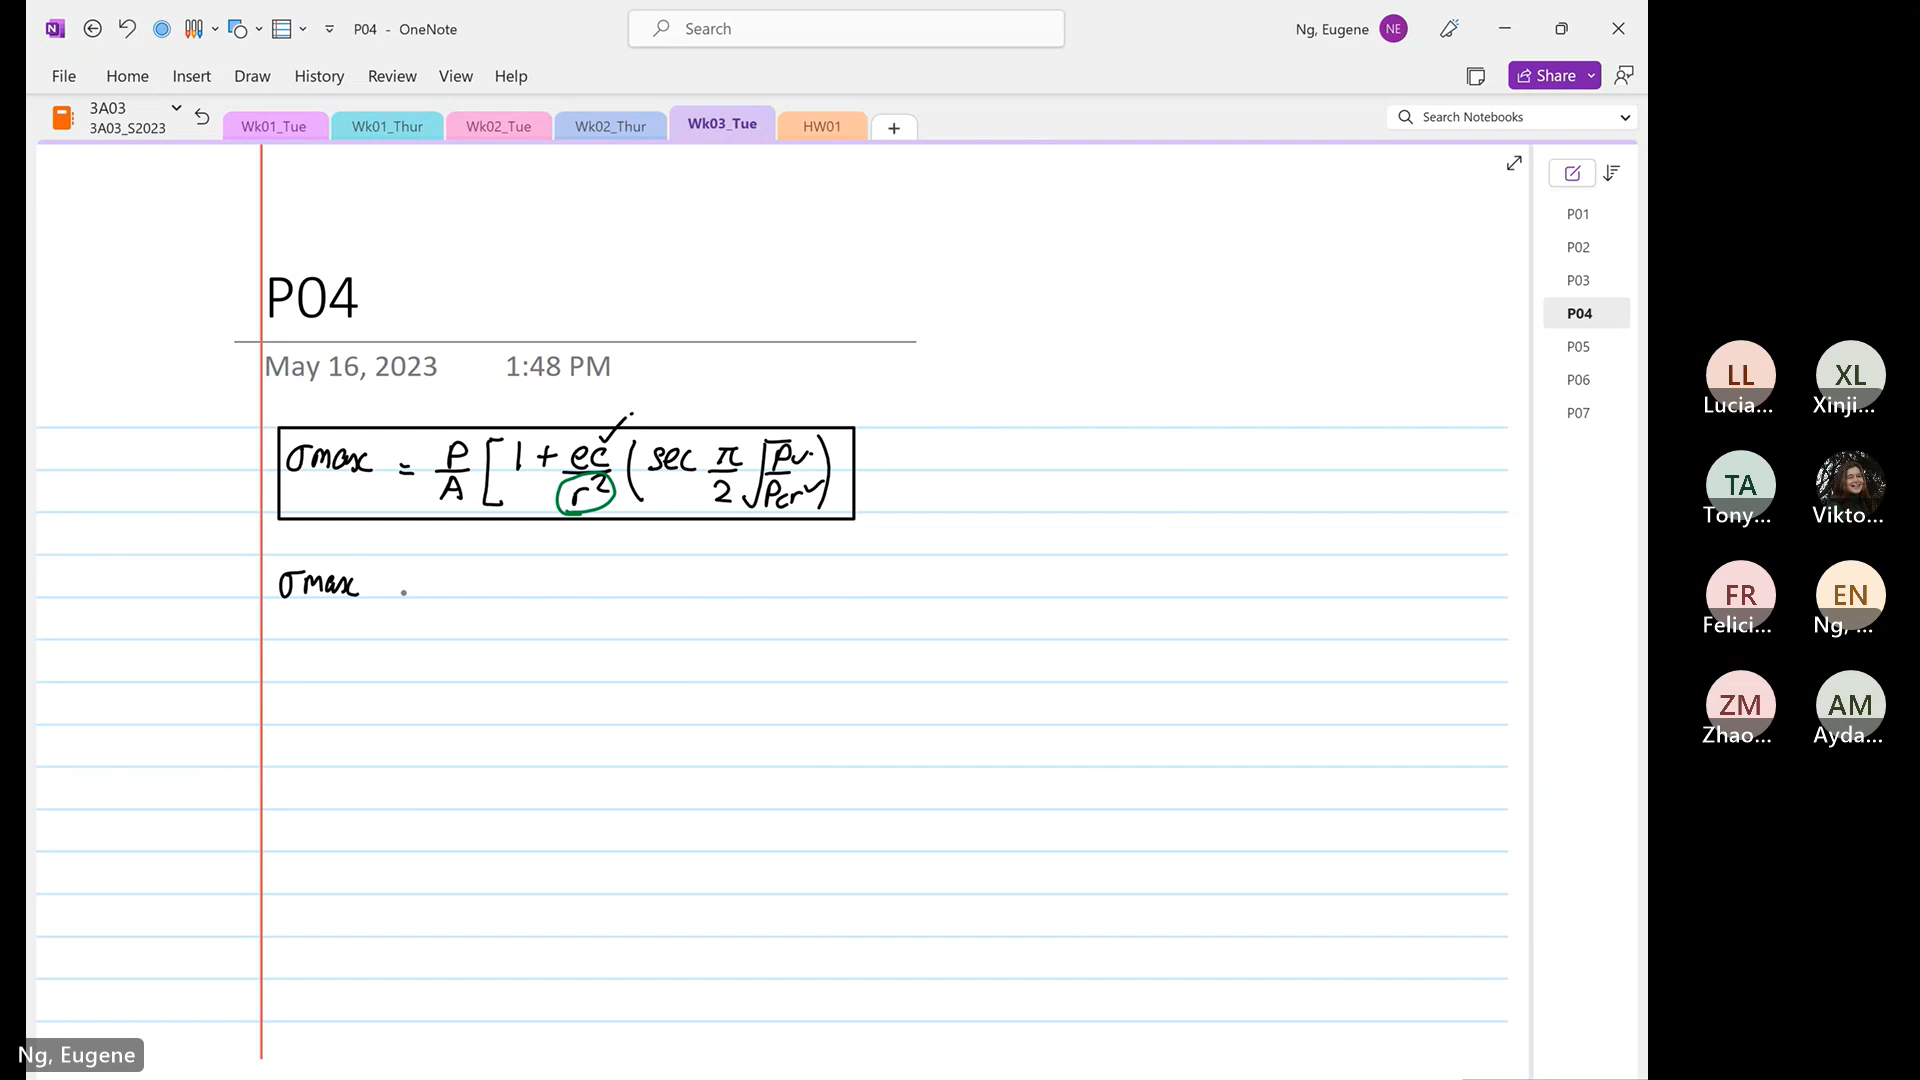 P04 - OneNote
Search
Ng, Eugene NE
File Home Insert Draw History Review View Help
Share
3A03
3A03_S2023
Wk01_Tue Wk01_Thur Wk02_Tue Wk02_Thur Wk03_Tue HW01 +
Search Notebooks
P04
May 16, 2023 1:48 PM
σmax = P/A [ 1 + ec/r² ( sec π/2 √P/Pcr )
σmax
P01
P02
P03
P04
P05
P06
P07
LL XL
Lucia... Xinji...
TA
Tony... Vikto...
FR EN
Felici... Ng, ...
ZM AM
Zhao... Ayda...
Ng, Eugene